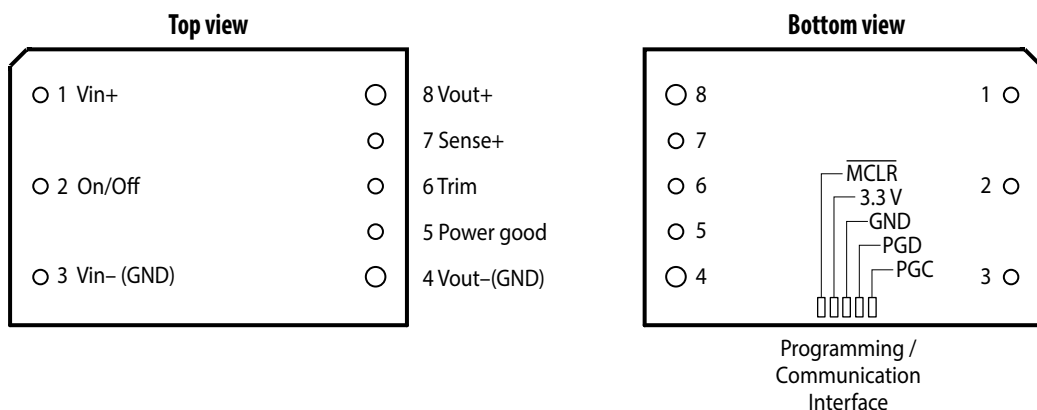 Top view
1 Vin+
2 On/Off
3 Vin– (GND)
8 Vout+
7 Sense+
6 Trim
5 Power good
4 Vout–(GND)
Bottom view
8
7
6
5
4
MCLR
3.3 V
GND
PGD
PGC
1
2
3
Programming /
Communication
Interface